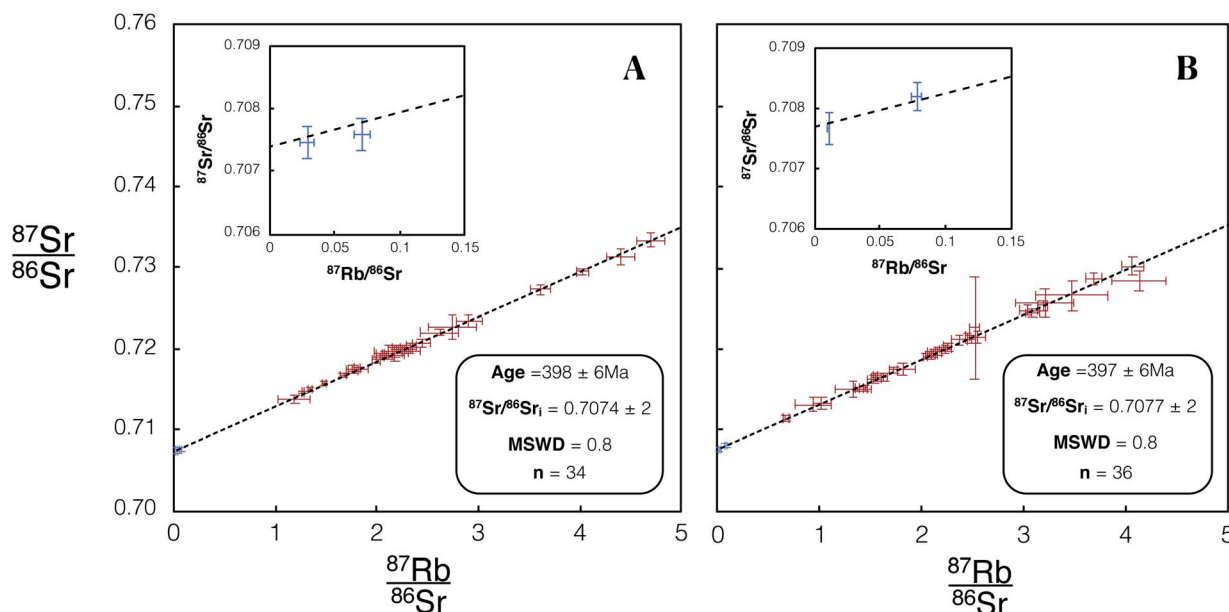 0.76
0.75
0.74
0.73
0.72
0.71
0.70
⁸⁷Sr
⁸⁶Sr
A
0.709
0.708
0.707
0.706
⁸⁷Sr/⁸⁶Sr
0
0.05
0.1
0.15
⁸⁷Rb/⁸⁶Sr
Age =398 ± 6Ma
⁸⁷Sr/⁸⁶Srᵢ = 0.7074 ± 2
MSWD = 0.8
n = 34
0
1
2
3
4
5
⁸⁷Rb
⁸⁶Sr
B
0.709
0.708
0.707
0.706
⁸⁷Sr/⁸⁶Sr
0
0.05
0.1
0.15
⁸⁷Rb/⁸⁶Sr
Age =397 ± 6Ma
⁸⁷Sr/⁸⁶Srᵢ = 0.7077 ± 2
MSWD = 0.8
n = 36
0
1
2
3
4
5
⁸⁷Rb
⁸⁶Sr